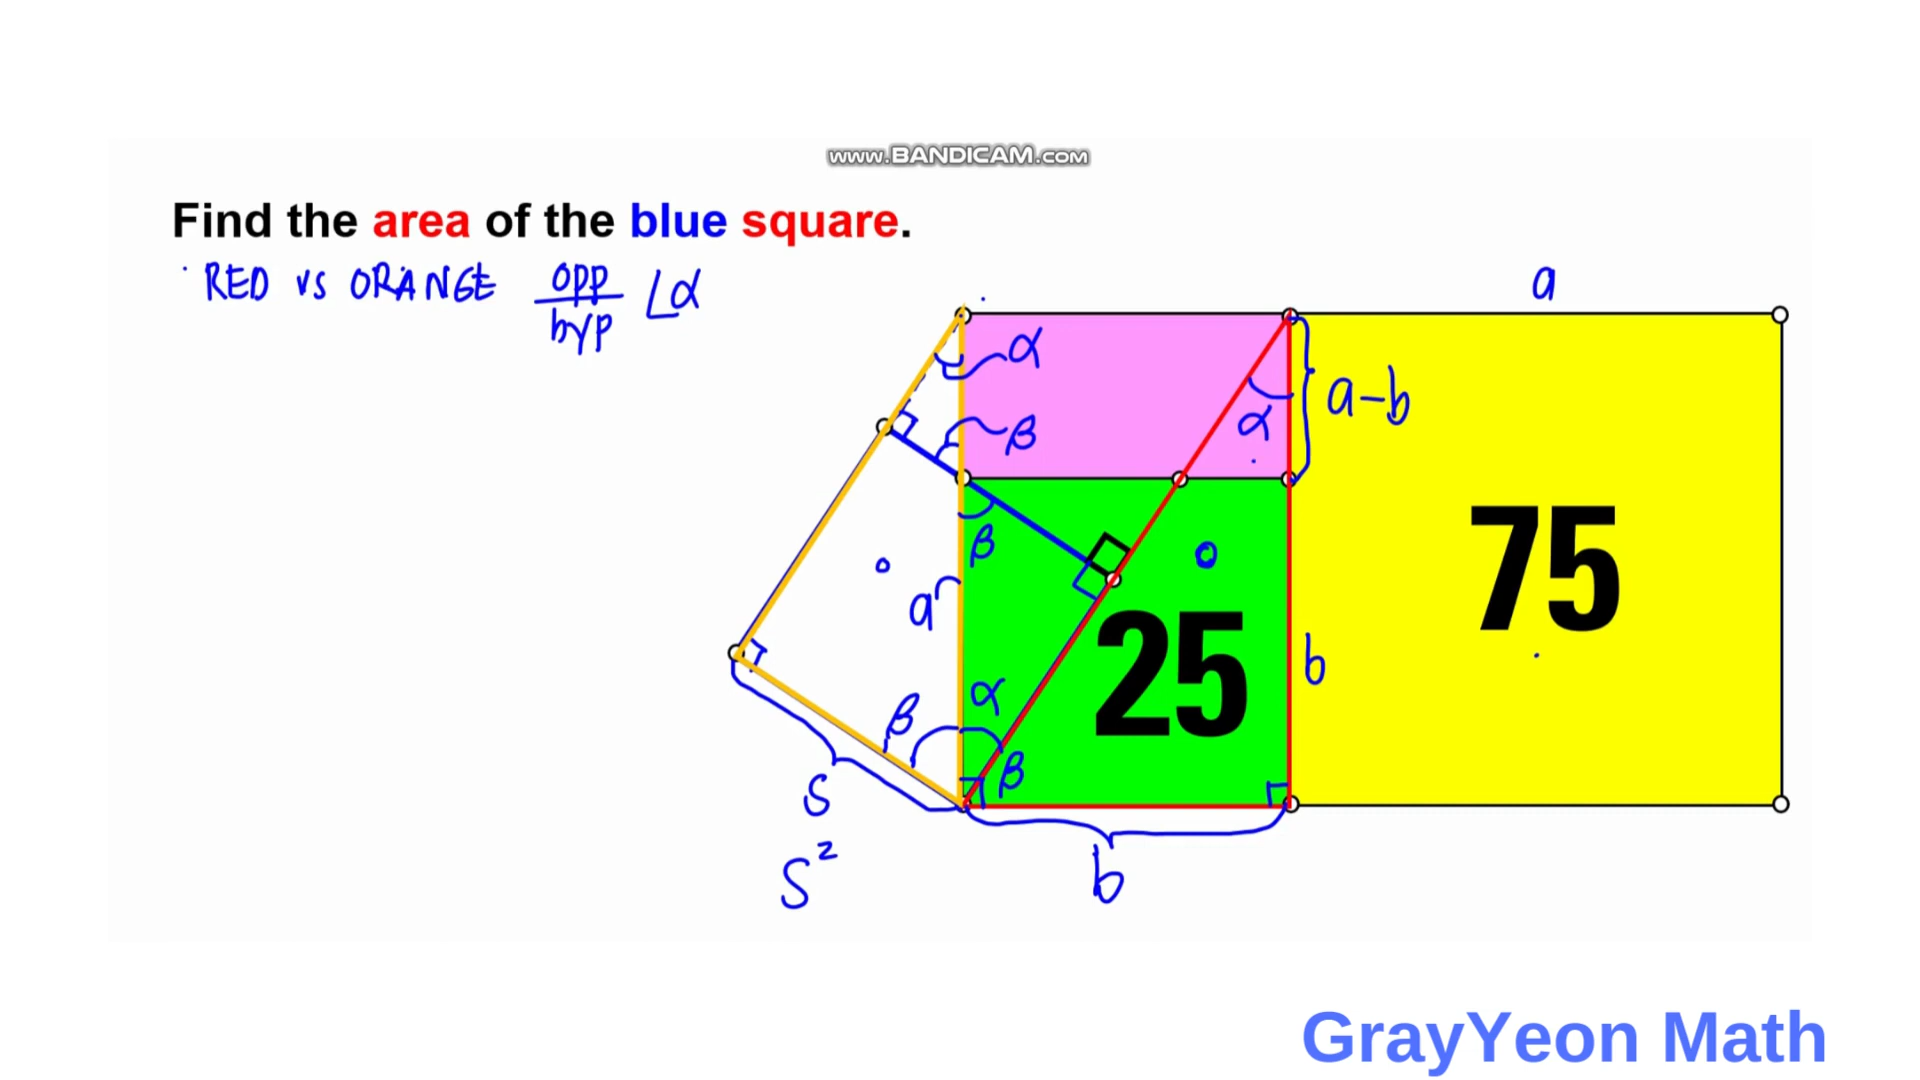 www.BANDICAM.com
Find the area of the blue square.
RED vs ORANGE opp/hyp ∠α
a
α
a-b
β
α
75
β
a
25
b
α
β
β
s
s²
b
GrayYeon Math